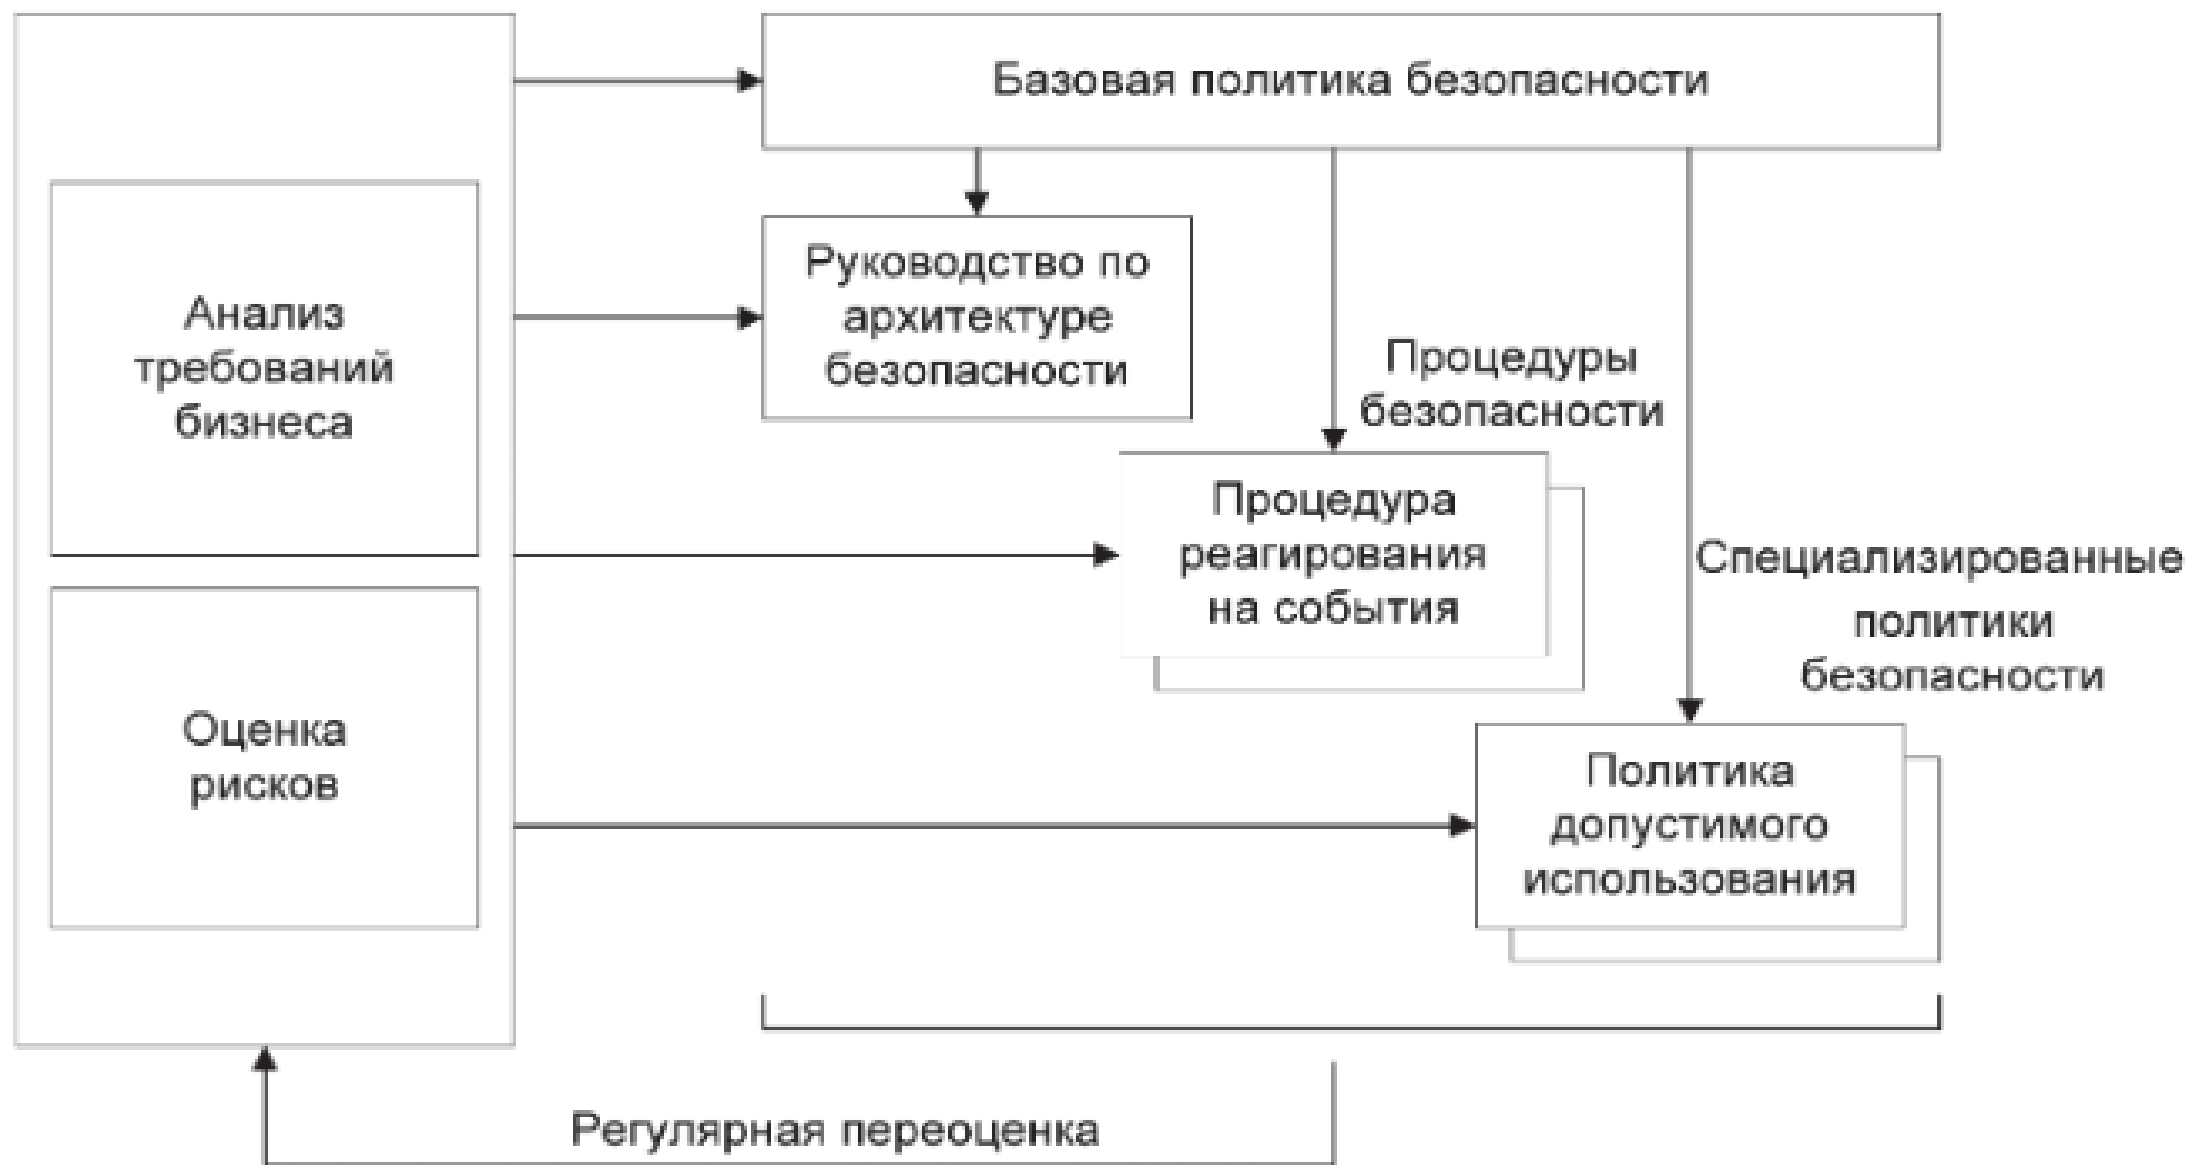 Базовая политика безопасности
Анализ
требований
бизнеса
Руководство по
архитектуре
безопасности
Процедуры
безопасности
Процедура
реагирования
на события
Специализированные
политики
безопасности
Оценка
рисков
Политика
допустимого
использования
Регулярная переоценка